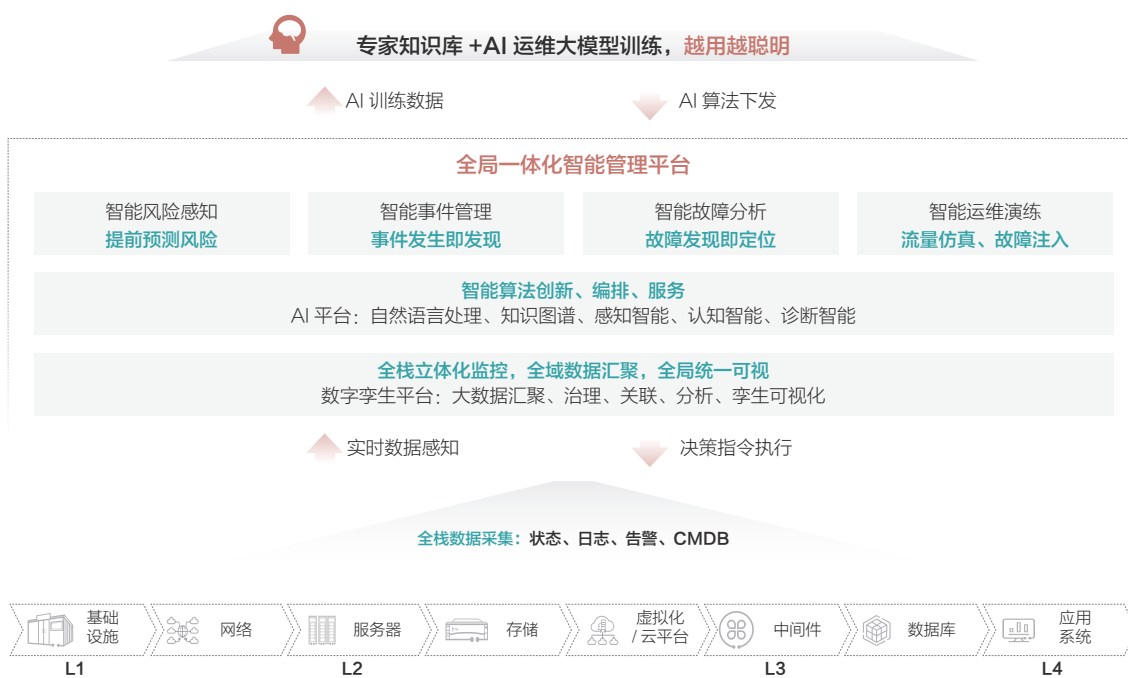 专家知识库 +AI 运维大模型训练，越用越聪明
AI 训练数据
AI 算法下发
全局一体化智能管理平台
智能风险感知
提前预测风险
智能事件管理
事件发生即发现
智能故障分析
故障发现即定位
智能运维演练
流量仿真、故障注入
智能算法创新、编排、服务
AI 平台：自然语言处理、知识图谱、感知智能、认知智能、诊断智能
全栈立体化监控，全域数据汇聚，全局统一可视
数字孪生平台：大数据汇聚、治理、关联、分析、孪生可视化
实时数据感知
决策指令执行
全栈数据采集：状态、日志、告警、CMDB
基础
设施
网络
服务器
存储
虚拟化
/ 云平台
中间件
数据库
应用
系统
L1
L2
L3
L4